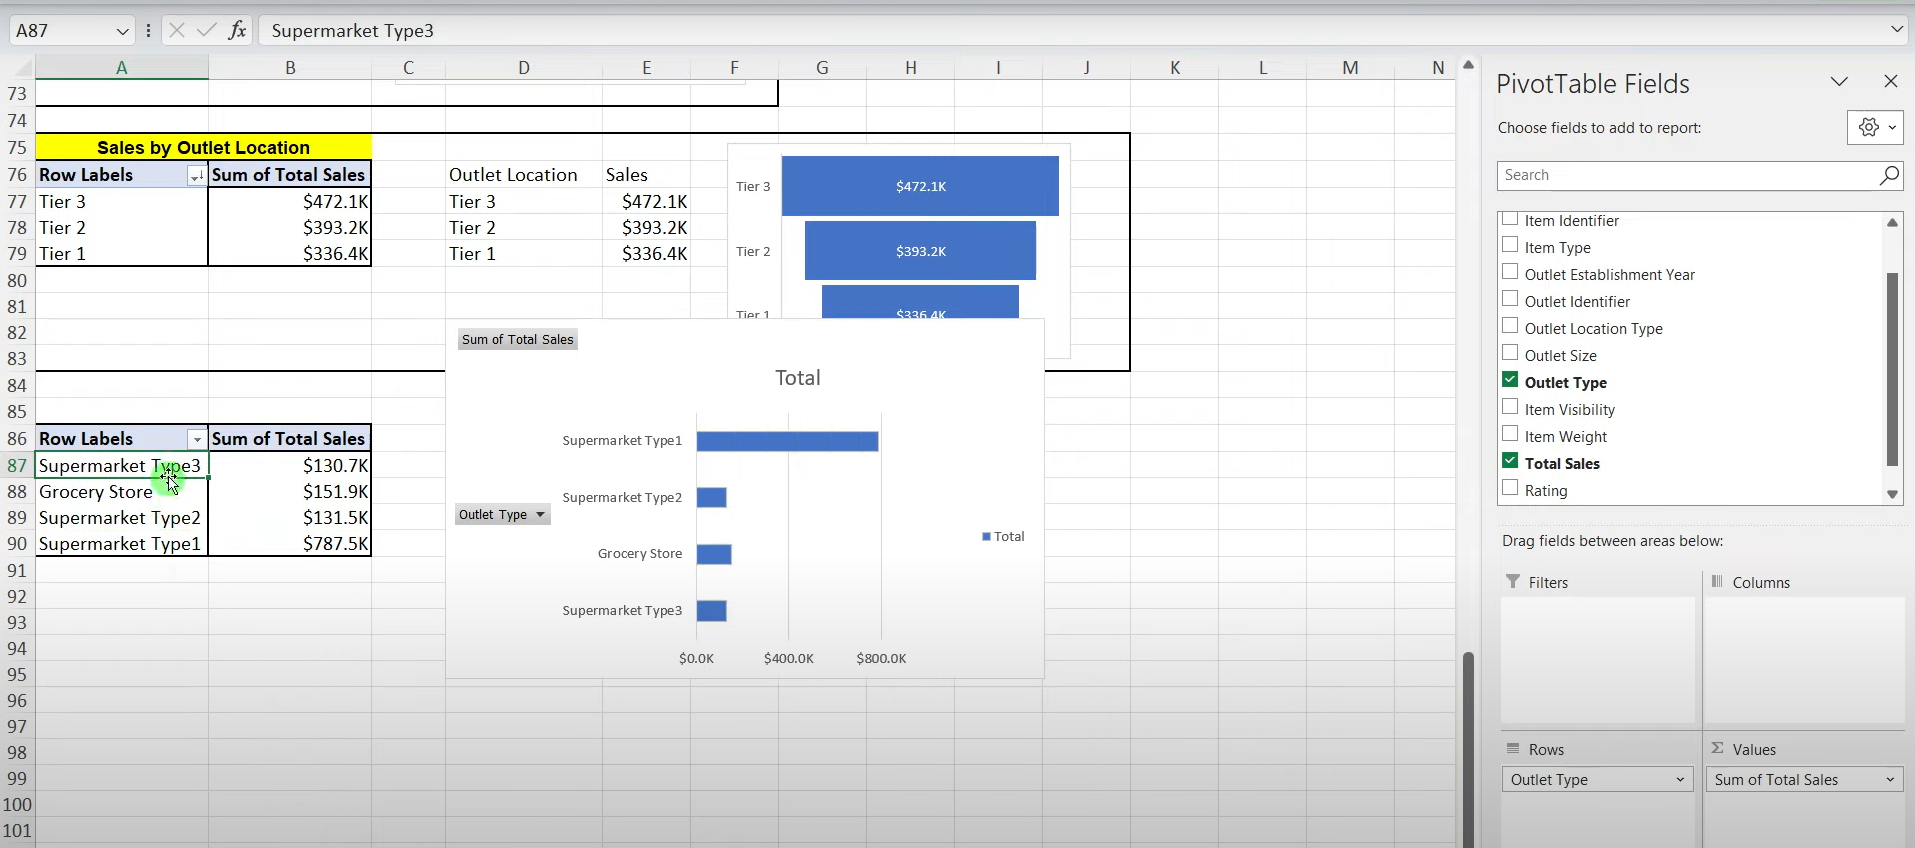 A87
fx
Supermarket Type3
A B C D E F G H I J K L M N
73
74
75 Sales by Outlet Location
76 Row Labels Sum of Total Sales Outlet Location Sales
77 Tier 3 $472.1K Tier 3 $472.1K
78 Tier 2 $393.2K Tier 2 $393.2K
79 Tier 1 $336.4K Tier 1 $336.4K
80
81
82
83
84
85
86 Row Labels Sum of Total Sales
87 Supermarket Type3 $130.7K
88 Grocery Store $151.9K
89 Supermarket Type2 $131.5K
90 Supermarket Type1 $787.5K
91
92
93
94
95
96
97
98
99
100
101
Tier 3 $472.1K
Tier 2 $393.2K
Tier 1 $336.4K
Sum of Total Sales
Total
Supermarket Type1
Supermarket Type2
Outlet Type
Grocery Store
Supermarket Type3
Total
$0.0K $400.0K $800.0K
PivotTable Fields
Choose fields to add to report:
Search
Item Identifier
Item Type
Outlet Establishment Year
Outlet Identifier
Outlet Location Type
Outlet Size
Outlet Type
Item Visibility
Item Weight
Total Sales
Rating
Drag fields between areas below:
Filters
Columns
Rows
Σ Values
Outlet Type
Sum of Total Sales